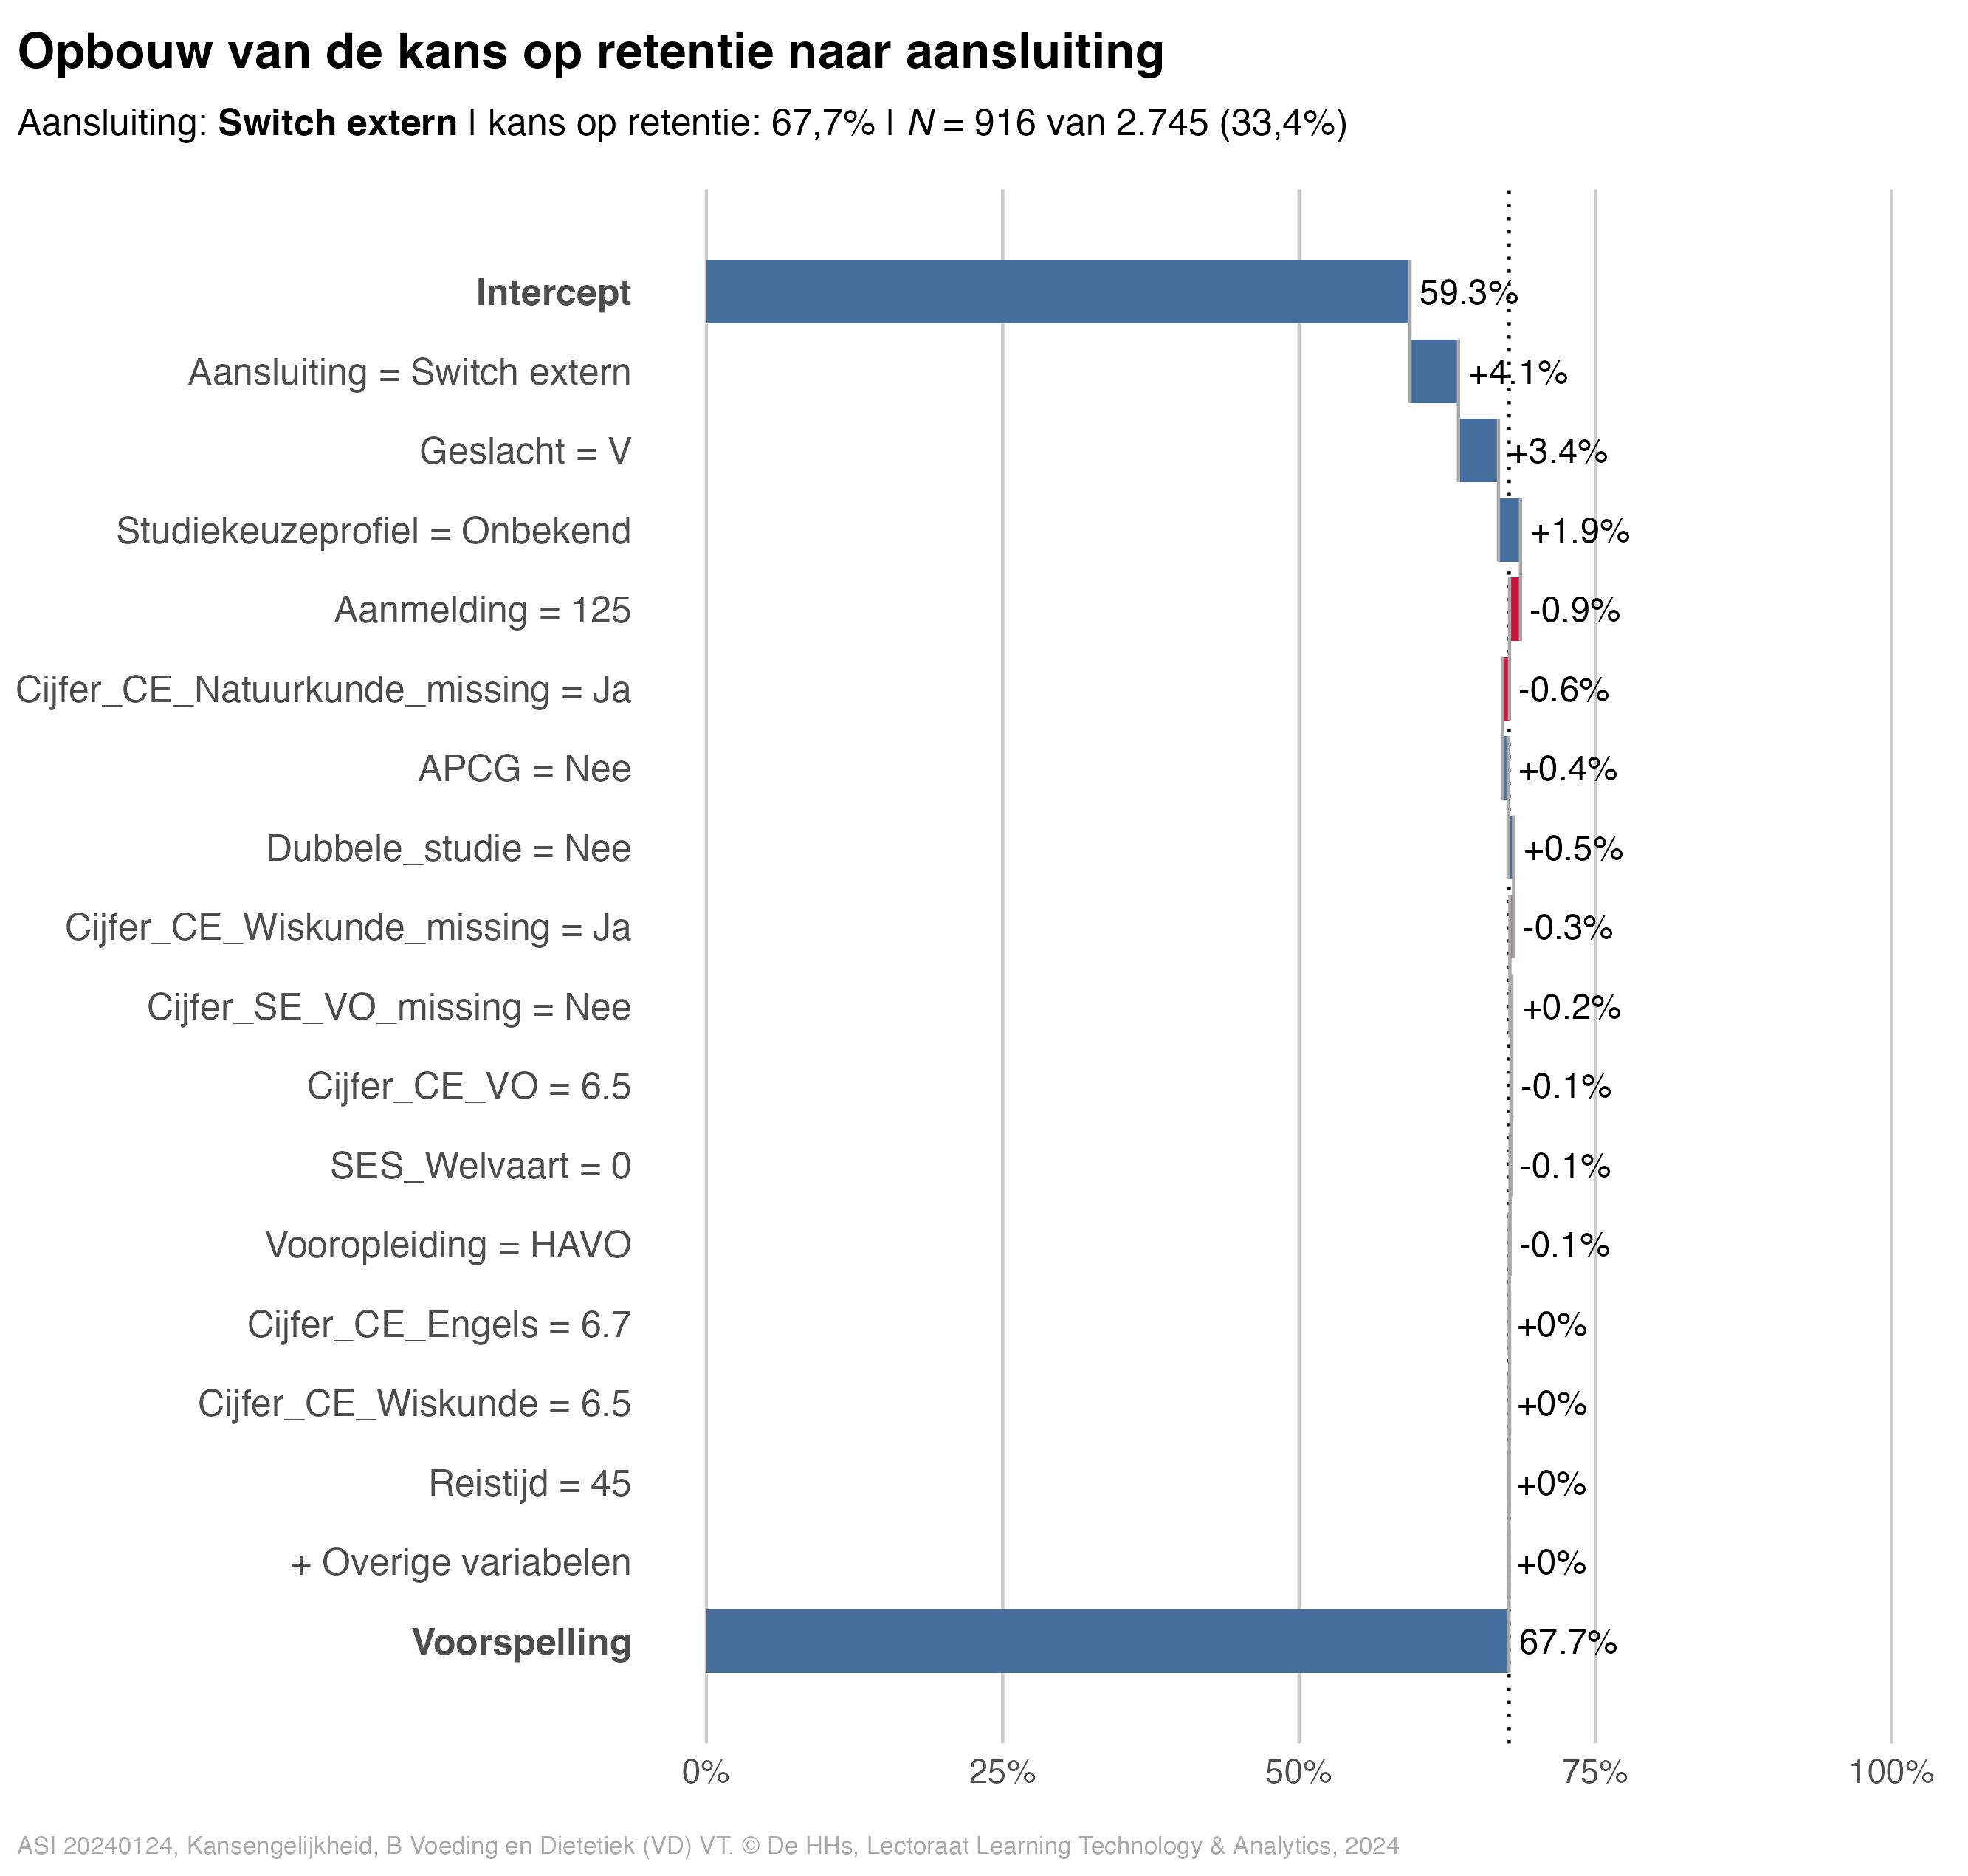 Opbouw van de kans op retentie naar aansluiting
Aansluiting: Switch extern | kans op retentie: 67,7% | N = 916 van 2.745 (33,4%)
Intercept 59.3%
Aansluiting = Switch extern +4.1%
Geslacht = V +3.4%
Studiekeuzeprofiel = Onbekend +1.9%
Aanmelding = 125 -0.9%
Cijfer_CE_Natuurkunde_missing = Ja -0.6%
APCG = Nee +0.4%
Dubbele_studie = Nee +0.5%
Cijfer_CE_Wiskunde_missing = Ja -0.3%
Cijfer_SE_VO_missing = Nee +0.2%
Cijfer_CE_VO = 6.5 -0.1%
SES_Welvaart = 0 -0.1%
Vooropleiding = HAVO -0.1%
Cijfer_CE_Engels = 6.7 +0%
Cijfer_CE_Wiskunde = 6.5 +0%
Reistijd = 45 +0%
+ Overige variabelen +0%
Voorspelling 67.7%
0% 25% 50% 75% 100%
ASI 20240124, Kansengelijkheid, B Voeding en Dietetiek (VD) VT. © De HHs, Lectoraat Learning Technology & Analytics, 2024